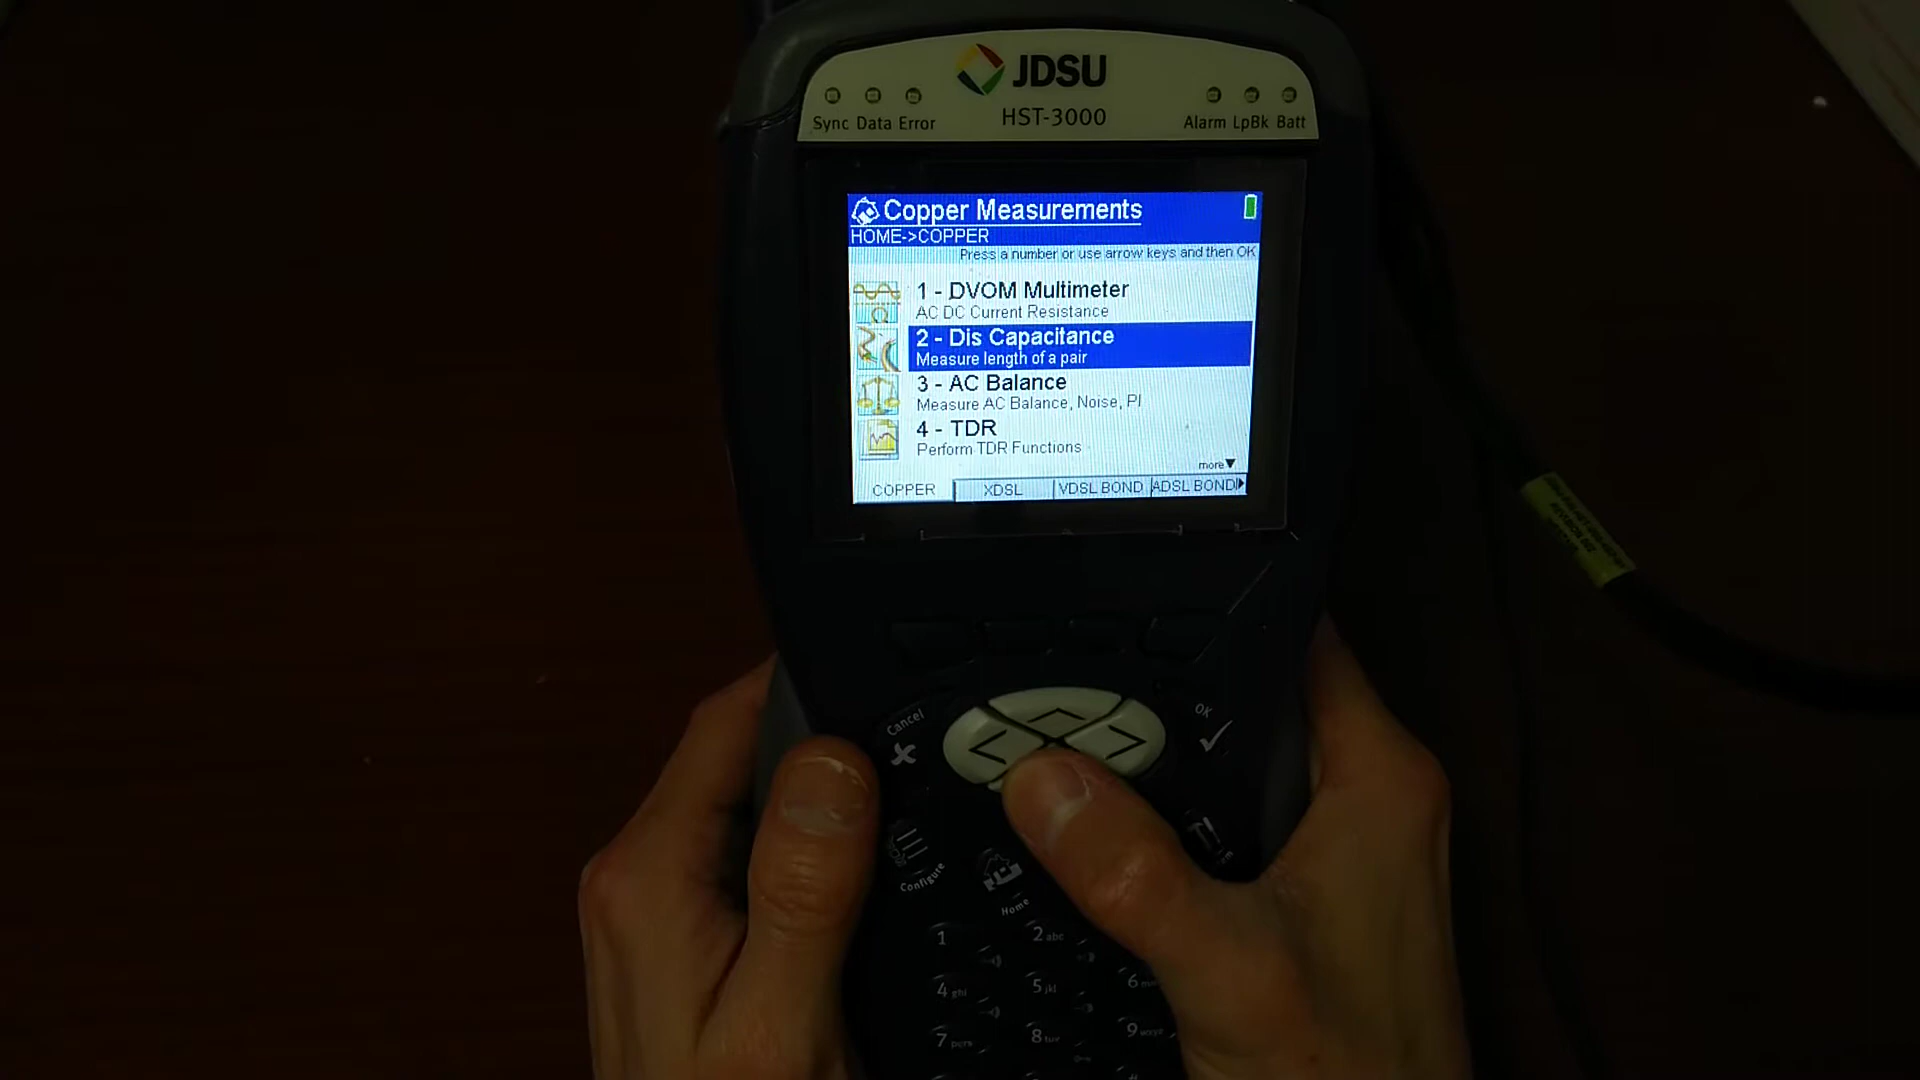 JDSU
HST-3000
Sync Data Error
Alarm LpBk Batt
Copper Measurements
HOME->COPPER
Press a number or use arrow keys and then OK
1 - DVOM Multimeter
AC DC Current Resistance
2 - Dis Capacitance
Measure length of a pair
3 - AC Balance
Measure AC Balance, Noise, PI
4 - TDR
Perform TDR Functions
more▼
COPPER XDSL VDSL BOND ADSL BOND
Cancel
OK
Configure
Home
1 2 abc
4 ghi 5 jkl 6
7 pqrs 8 tuv 9 wxyz